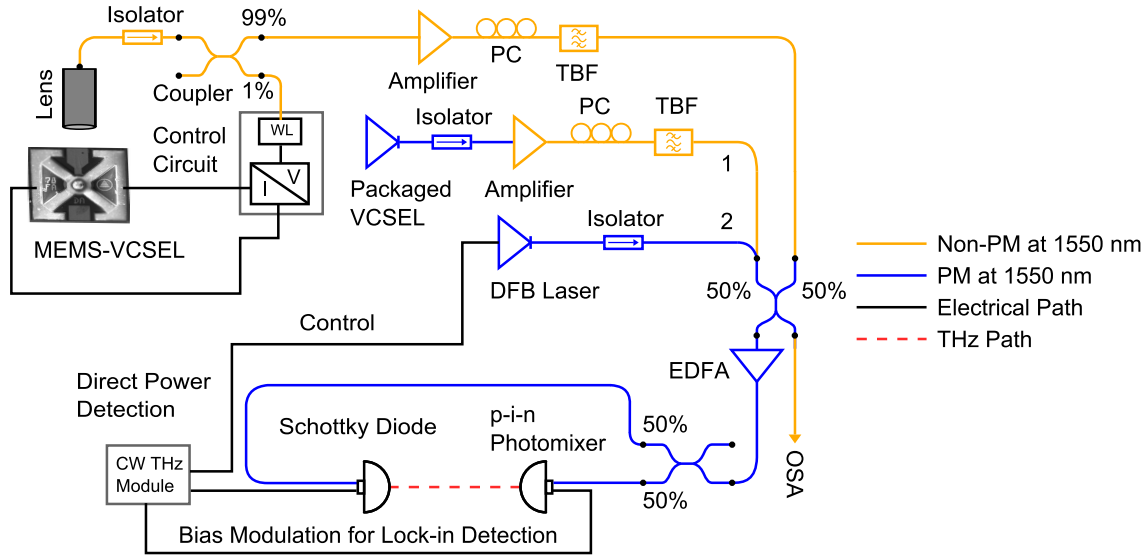 Isolator
99%
PC
TBF
Amplifier
Lens
Coupler
1%
Control
Circuit
WL
I
V
MEMS-VCSEL
Isolator
PC
TBF
Packaged
VCSEL
Amplifier
1
Isolator
2
DFB Laser
50%
50%
Non-PM at 1550 nm
PM at 1550 nm
Electrical Path
THz Path
Control
EDFA
Direct Power
Detection
Schottky Diode
p-i-n
Photomixer
50%
50%
OSA
CW THz
Module
Bias Modulation for Lock-in Detection